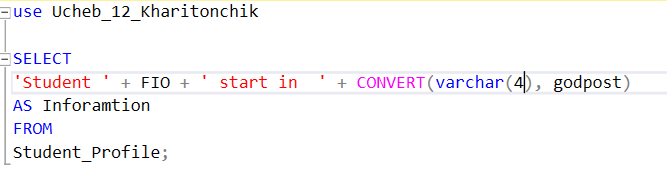 use Ucheb_12_Kharitonchik
SELECT
'Student ' + FIO + ' start in  ' + CONVERT(varchar(4), godpost)
AS Inforamtion
FROM
Student_Profile;